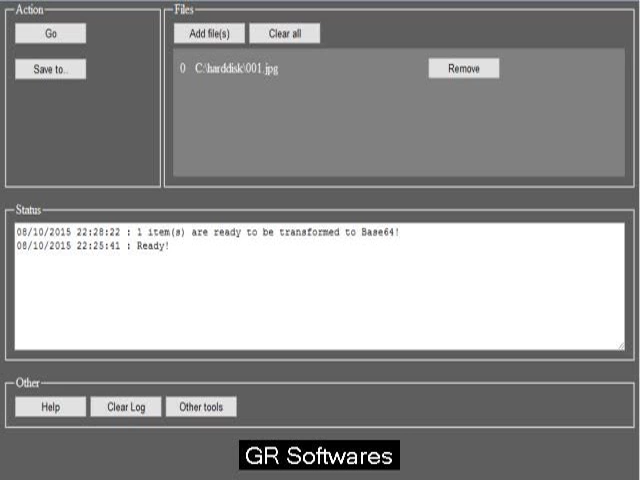 Action
Go
Save to..
Files
Add file(s) Clear all
0 C:\harddisk\001.jpg Remove
Status
08/10/2015 22:28:22 : 1 item(s) are ready to be transformed to Base64!
08/10/2015 22:25:41 : Ready!
Other
Help Clear Log Other tools
GR Softwares